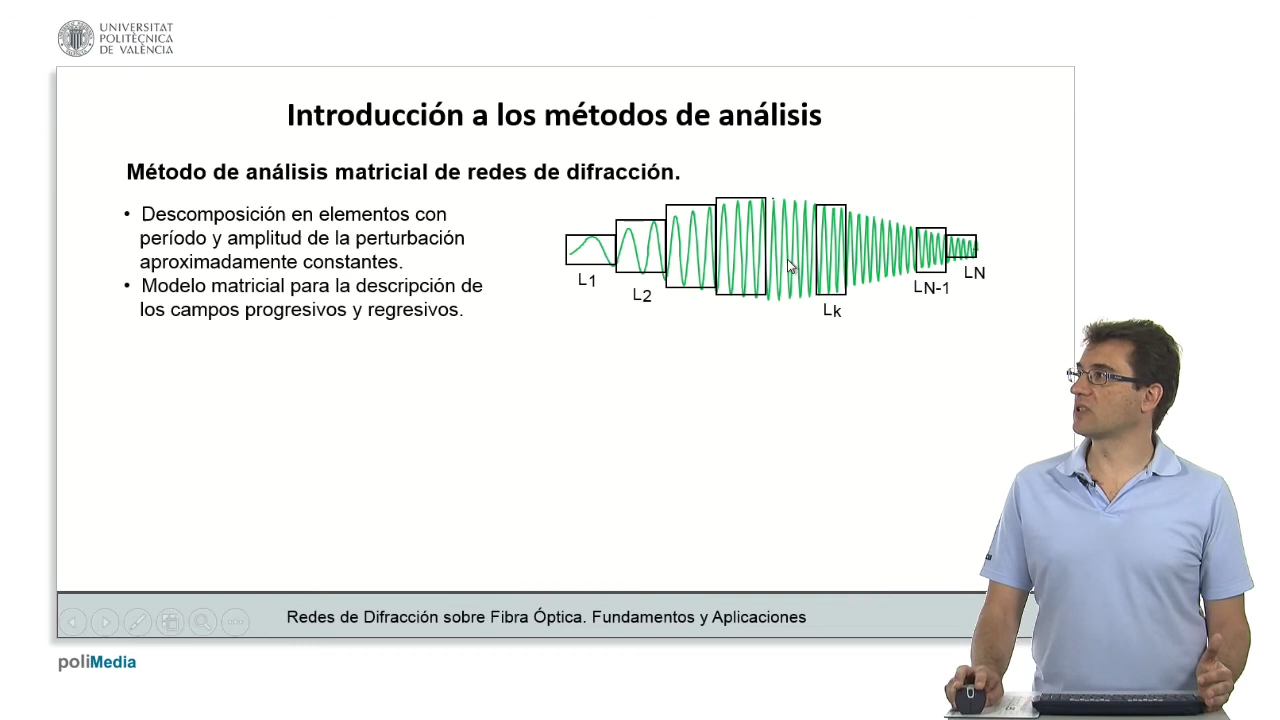 UNIVERSITAT
POLITÈCNICA
DE VALÈNCIA
Introducción a los métodos de análisis
Método de análisis matricial de redes de difracción.
• Descomposición en elementos con
período y amplitud de la perturbación
aproximadamente constantes.
• Modelo matricial para la descripción de
los campos progresivos y regresivos.
L1
L2
Lk
LN-1
LN
Redes de Difracción sobre Fibra Óptica. Fundamentos y Aplicaciones
poliMedia